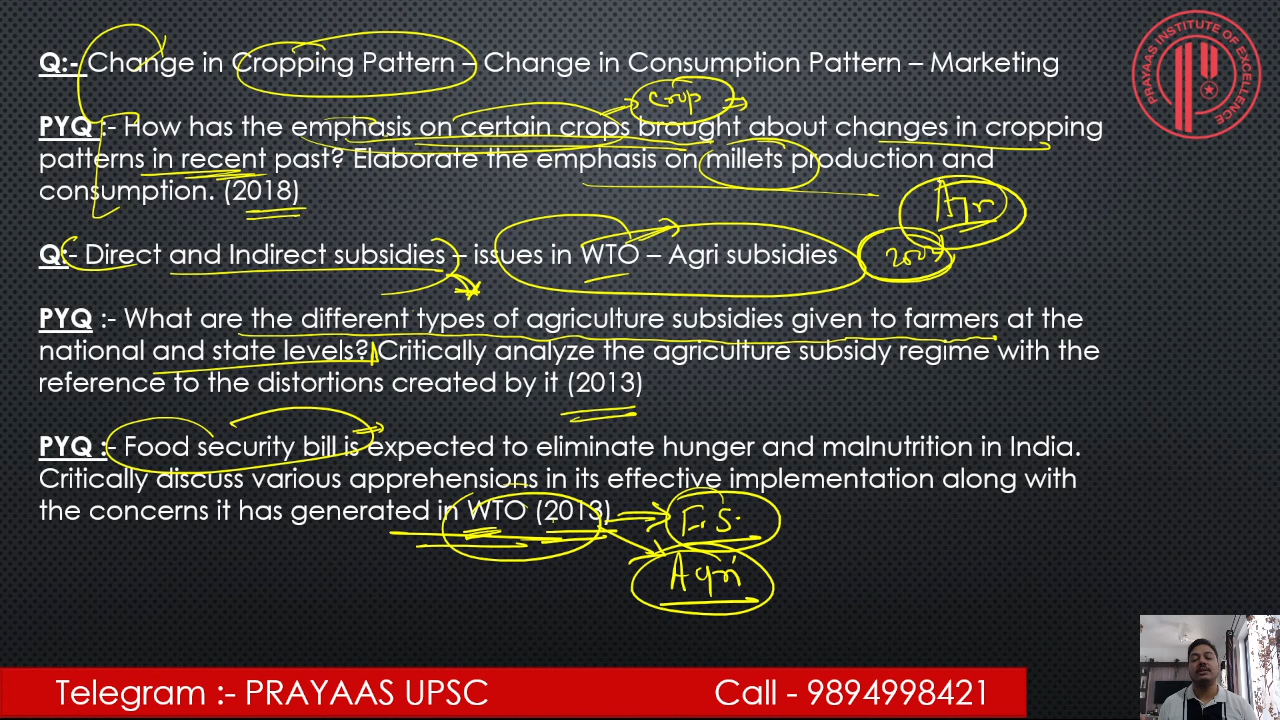 Q:- Change in Cropping Pattern – Change in Consumption Pattern – Marketing
Crop
PYQ :- How has the emphasis on certain crops brought about changes in cropping
patterns in recent past? Elaborate the emphasis on millets production and
consumption. (2018)
Q:- Direct and Indirect subsidies – issues in WTO – Agri subsidies
PYQ :- What are the different types of agriculture subsidies given to farmers at the
national and state levels? Critically analyze the agriculture subsidy regime with the
reference to the distortions created by it (2013)
PYQ :- Food security bill is expected to eliminate hunger and malnutrition in India.
Critically discuss various apprehensions in its effective implementation along with
the concerns it has generated in WTO (2013)
F.S.
Agri
PRAYAAS INSTITUTE OF EXCELLENCE
Telegram :- PRAYAAS UPSC
Call - 9894998421